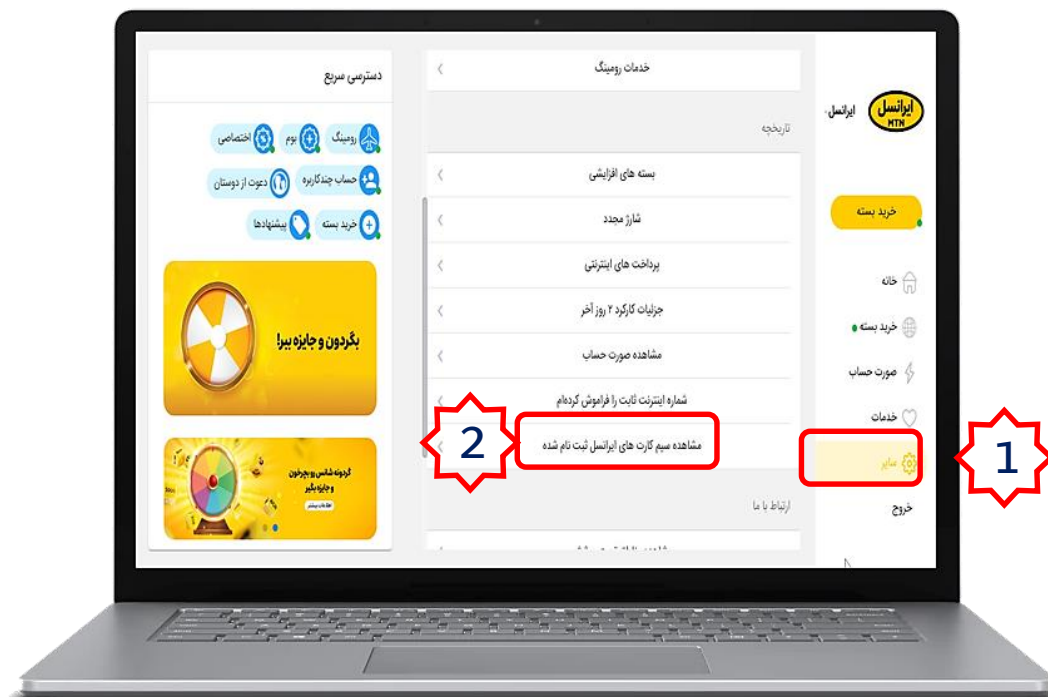 ایرانسل
MTN
ایرانسل -
خرید بسته
خانه
خرید بسته
صورت حساب
خدمات
سایر
خروج
1
خدمات رومینگ
تاریخچه
بسته های افزایشی
شارژ مجدد
پرداخت های اینترنتی
جزئیات کارکرد ۲ روز آخر
مشاهده صورت حساب
شماره اینترنت ثابت را فراموش کرده‌ام
مشاهده سیم کارت های ایرانسل ثبت نام شده
2
ارتباط با ما
دسترسی سریع
رومینگ
بوم
اختصاصی
حساب چندکاربره
دعوت از دوستان
خرید بسته
پیشنهادها
بگردون و جایزه ببر!
گردونه شانس رو بچرخون
و جایزه بگیر